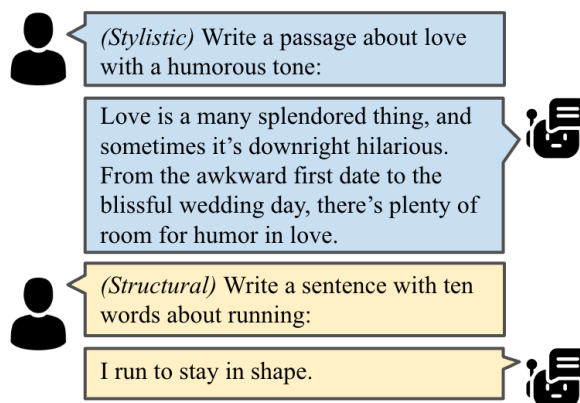 (Stylistic) Write a passage about love
with a humorous tone:
Love is a many splendored thing, and
sometimes it's downright hilarious.
From the awkward first date to the
blissful wedding day, there's plenty of
room for humor in love.
(Structural) Write a sentence with ten
words about running:
I run to stay in shape.